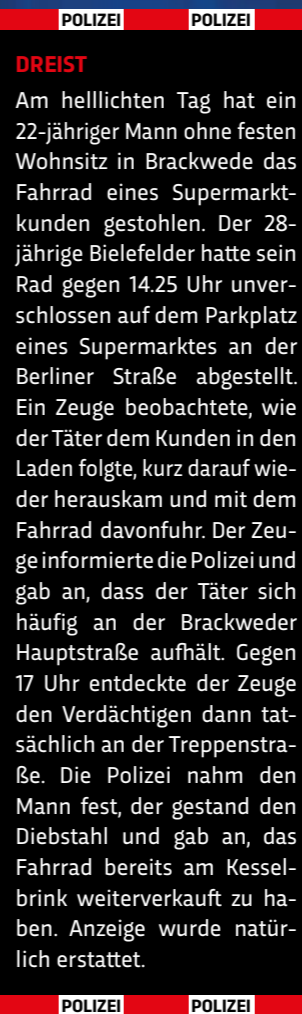 POLIZEI POLIZEI
DREIST
Am helllichten Tag hat ein
22-jähriger Mann ohne festen
Wohnsitz in Brackwede das
Fahrrad eines Supermarkt-
kunden gestohlen. Der 28-
jährige Bielefelder hatte sein
Rad gegen 14.25 Uhr unver-
schlossen auf dem Parkplatz
eines Supermarktes an der
Berliner Straße abgestellt.
Ein Zeuge beobachtete, wie
der Täter dem Kunden in den
Laden folgte, kurz darauf wie-
der herauskam und mit dem
Fahrrad davonfuhr. Der Zeu-
ge informierte die Polizei und
gab an, dass der Täter sich
häufig an der Brackweder
Hauptstraße aufhält. Gegen
17 Uhr entdeckte der Zeuge
den Verdächtigen dann tat-
sächlich an der Treppenstra-
ße. Die Polizei nahm den
Mann fest, der gestand den
Diebstahl und gab an, das
Fahrrad bereits am Kessel-
brink weiterverkauft zu ha-
ben. Anzeige wurde natür-
lich erstattet.
POLIZEI POLIZEI